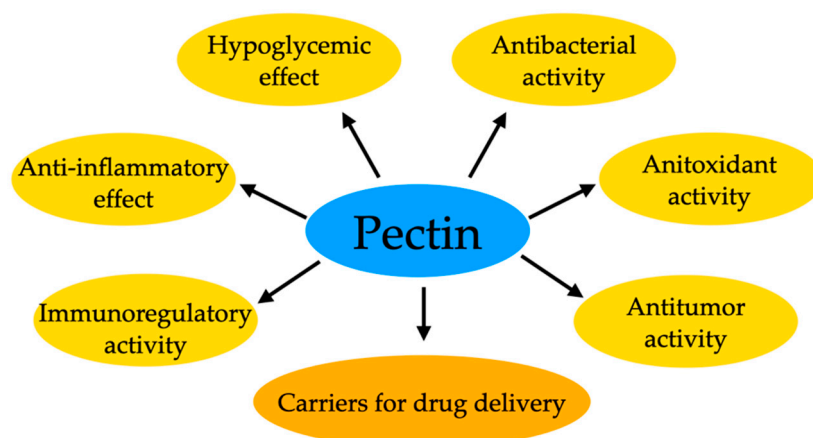 Hypoglycemic
effect
Antibacterial
activity
Anti-inflammatory
effect
Anitoxidant
activity
Pectin
Immunoregulatory
activity
Antitumor
activity
Carriers for drug delivery